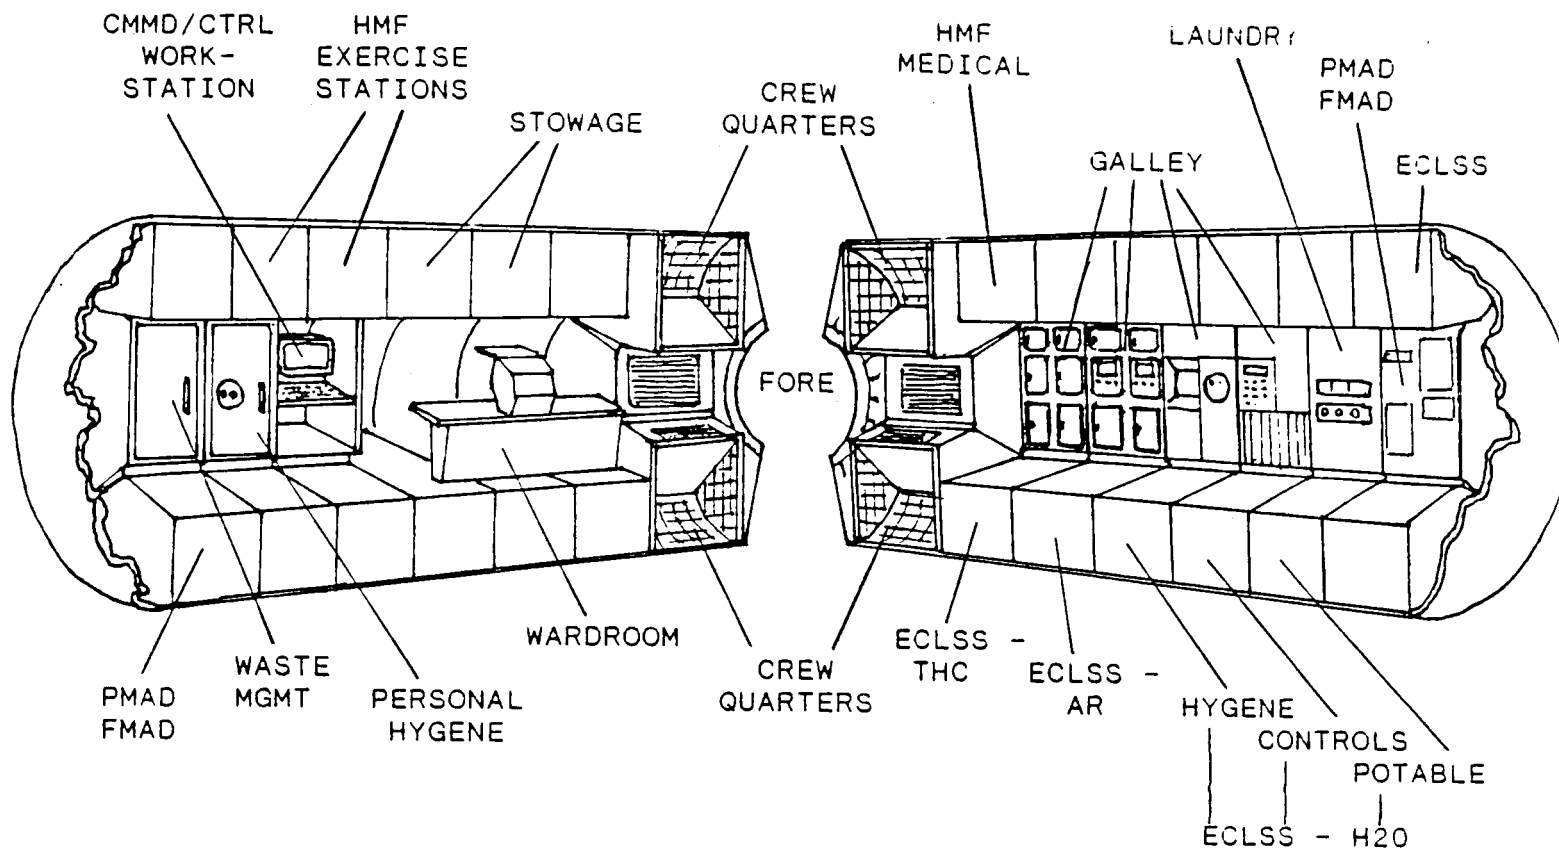 CMMD/CTRL
WORK-
STATION
HMF
EXERCISE
STATIONS
STOWAGE
CREW
QUARTERS
HMF
MEDICAL
LAUNDRY
PMAD
FMAD
GALLEY
ECLSS
FORE
PMAD
FMAD
WASTE
MGMT
PERSONAL
HYGENE
WARDROOM
CREW
QUARTERS
ECLSS -
THC
ECLSS -
AR
HYGENE
CONTROLS
POTABLE
ECLSS - H20